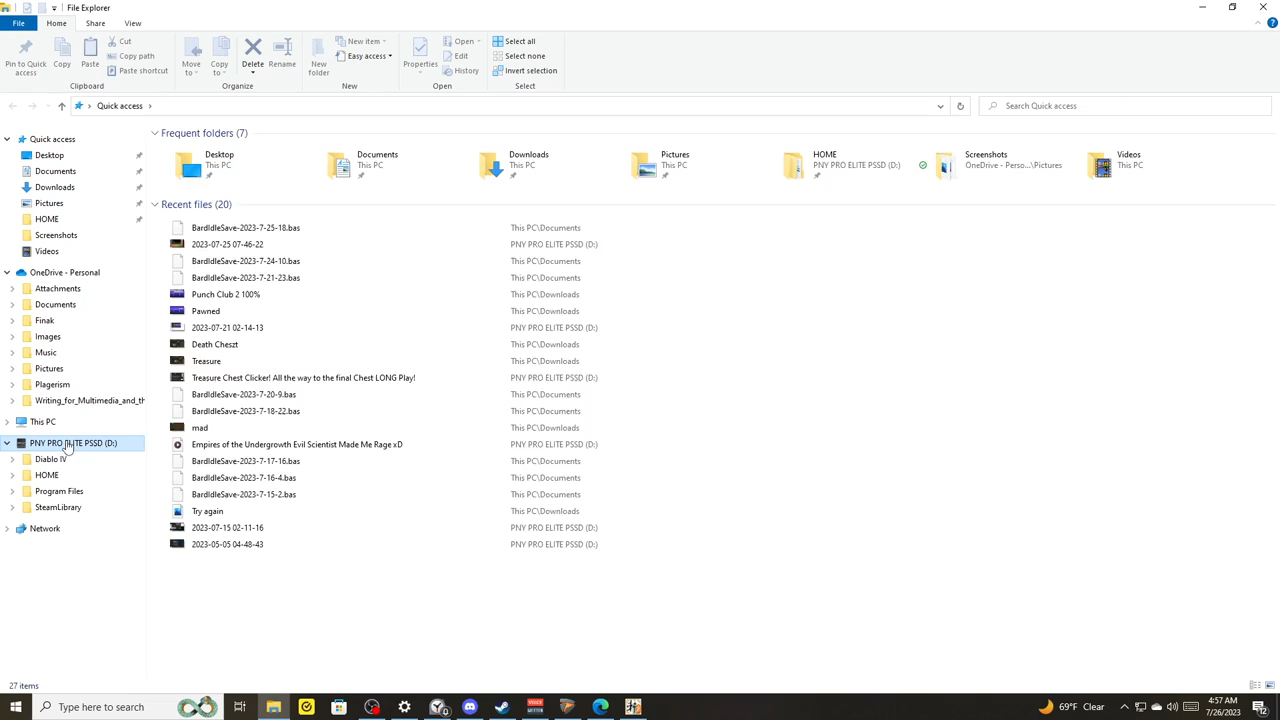 File Explorer
File Home Share View
Pin to Quick access
Copy
Paste
Cut
Copy path
Paste shortcut
Clipboard
Move to
Copy to
Delete
Rename
Organize
New folder
New item
Easy access
New
Properties
Open
Edit
History
Open
Select all
Select none
Invert selection
Select
Quick access
Search Quick access
Quick access
Desktop
Documents
Downloads
Pictures
HOME
Screenshots
Videos
OneDrive - Personal
Attachments
Documents
Finak
Images
Music
Pictures
Plagerism
Writing_for_Multimedia_and_th
This PC
PNY PRO ELITE PSSD (D:)
Diablo IV
HOME
Program Files
SteamLibrary
Network
Frequent folders (7)
Desktop
This PC
Documents
This PC
Downloads
This PC
Pictures
This PC
HOME
PNY PRO ELITE PSSD (D:)
Screenshots
OneDrive - Perso...\Pictures
Videos
This PC
Recent files (20)
BardIdleSave-2023-7-25-18.bas This PC\Documents
2023-07-25 07-46-22 PNY PRO ELITE PSSD (D:)
BardIdleSave-2023-7-24-10.bas This PC\Documents
BardIdleSave-2023-7-21-23.bas This PC\Documents
Punch Club 2 100% This PC\Downloads
Pawned This PC\Downloads
2023-07-21 02-14-13 PNY PRO ELITE PSSD (D:)
Death Cheszt This PC\Downloads
Treasure This PC\Downloads
Treasure Chest Clicker! All the way to the final Chest LONG Play! PNY PRO ELITE PSSD (D:)
BardIdleSave-2023-7-20-9.bas This PC\Documents
BardIdleSave-2023-7-18-22.bas This PC\Documents
mad This PC\Downloads
Empires of the Undergrowth Evil Scientist Made Me Rage xD PNY PRO ELITE PSSD (D:)
BardIdleSave-2023-7-17-16.bas This PC\Documents
BardIdleSave-2023-7-16-4.bas This PC\Documents
BardIdleSave-2023-7-15-2.bas This PC\Documents
Try again This PC\Downloads
2023-07-15 02-11-16 PNY PRO ELITE PSSD (D:)
2023-05-05 04-48-43 PNY PRO ELITE PSSD (D:)
27 items
Type here to search
69°F Clear
4:57 AM
7/26/2023